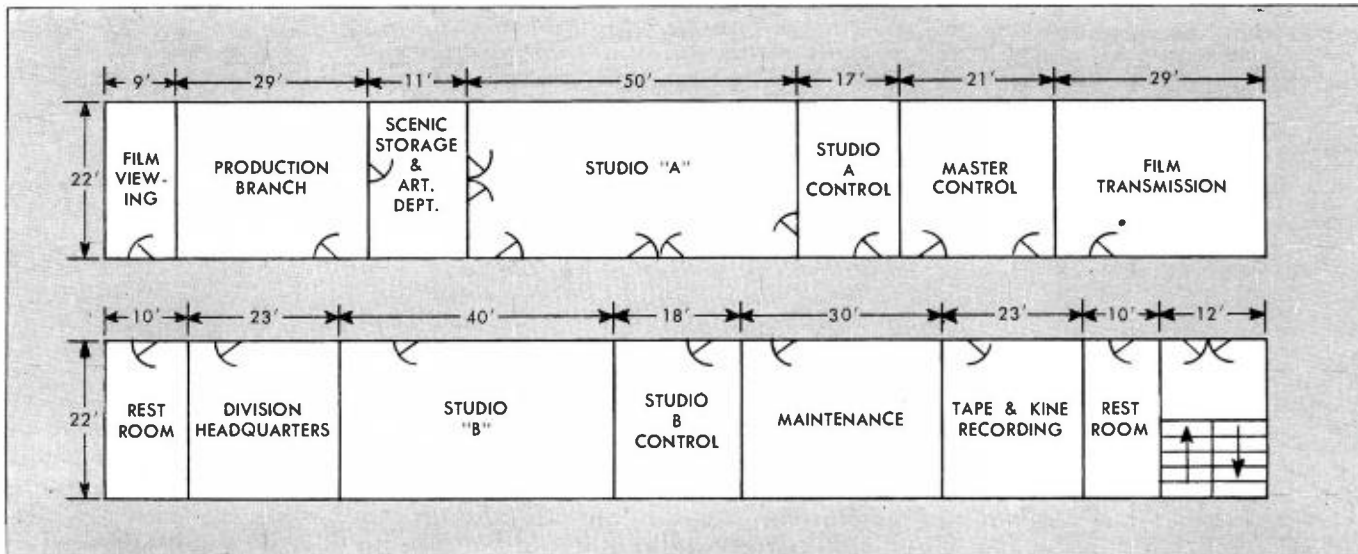 9' 29' 11' 50' 17' 21' 29'
22'
FILM
VIEW-
ING
PRODUCTION
BRANCH
SCENIC
STORAGE
&
ART.
DEPT.
STUDIO "A"
STUDIO
A
CONTROL
MASTER
CONTROL
FILM
TRANSMISSION
10' 23' 40' 18' 30' 23' 10' 12'
22'
REST
ROOM
DIVISION
HEADQUARTERS
STUDIO
"B"
STUDIO
B
CONTROL
MAINTENANCE
TAPE & KINE
RECORDING
REST
ROOM